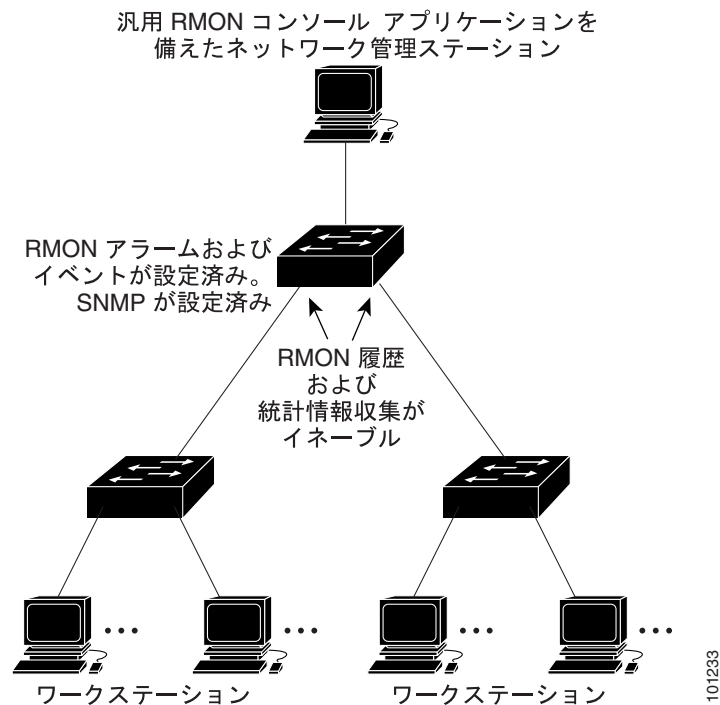 汎用 RMON コンソール アプリケーションを
備えたネットワーク管理ステーション
RMON アラームおよび
イベントが設定済み。
SNMP が設定済み
RMON 履歴
および
統計情報収集が
イネーブル
ワークステーション
ワークステーション
101233